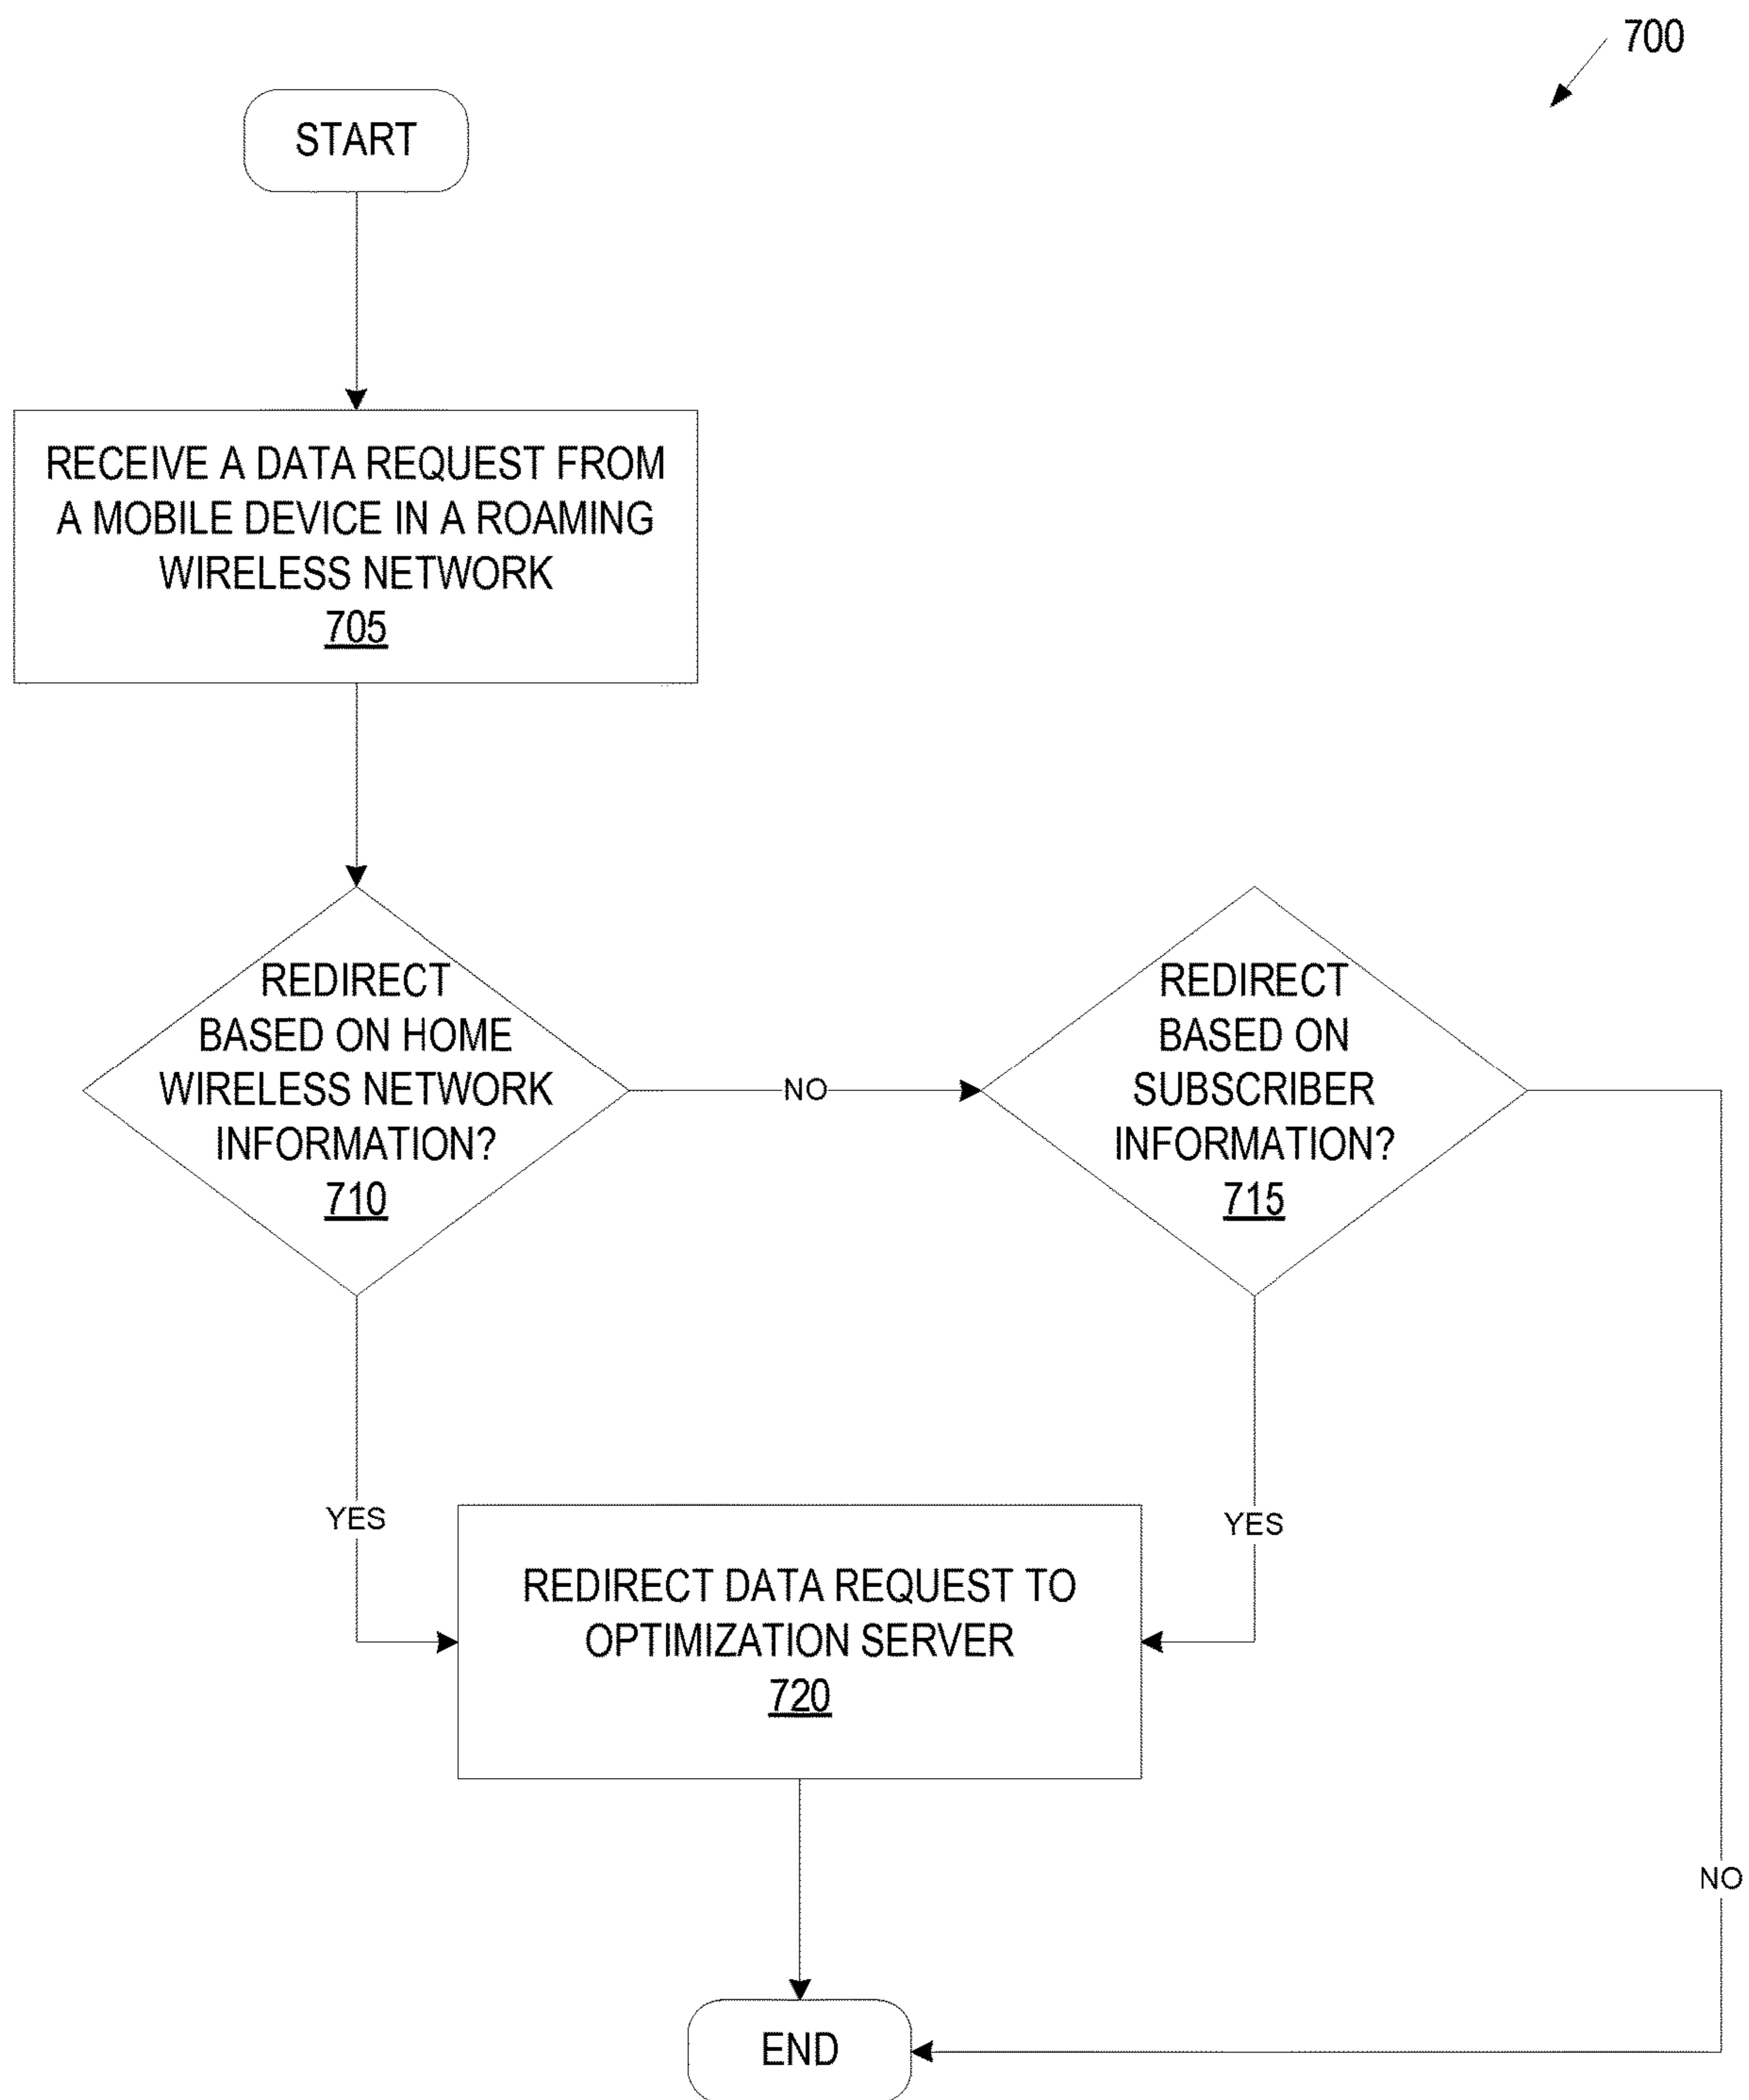 700
START
RECEIVE A DATA REQUEST FROM
A MOBILE DEVICE IN A ROAMING
WIRELESS NETWORK
705
REDIRECT
BASED ON HOME
WIRELESS NETWORK
INFORMATION?
710
NO
REDIRECT
BASED ON
SUBSCRIBER
INFORMATION?
715
YES
YES
REDIRECT DATA REQUEST TO
OPTIMIZATION SERVER
720
NO
END